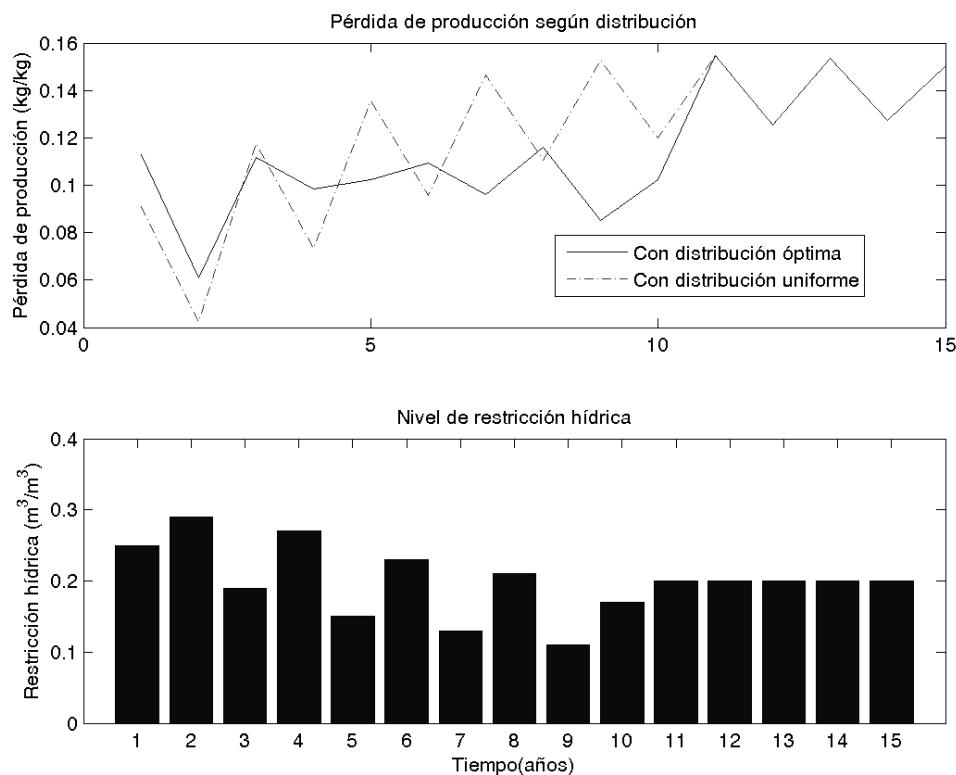 Pérdida de producción según distribución
0.16
0.14
0.12
0.1
0.08
0.06
0.04
Pérdida de producción (kg/kg)
Con distribución óptima
Con distribución uniforme
0 5 10 15
Nivel de restricción hídrica
0.4
0.3
0.2
0.1
0
Restricción hídrica (m³/m³)
1 2 3 4 5 6 7 8 9 10 11 12 13 14 15
Tiempo(años)